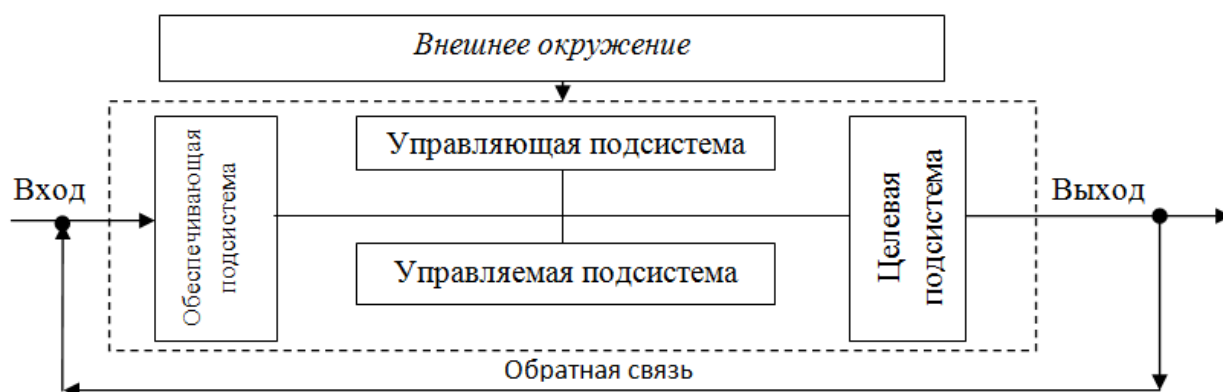 Внешнее окружение
Управляющая подсистема
Вход
Обеспечивающая
подсистема
Целевая
подсистема
Выход
Управляемая подсистема
Обратная связь